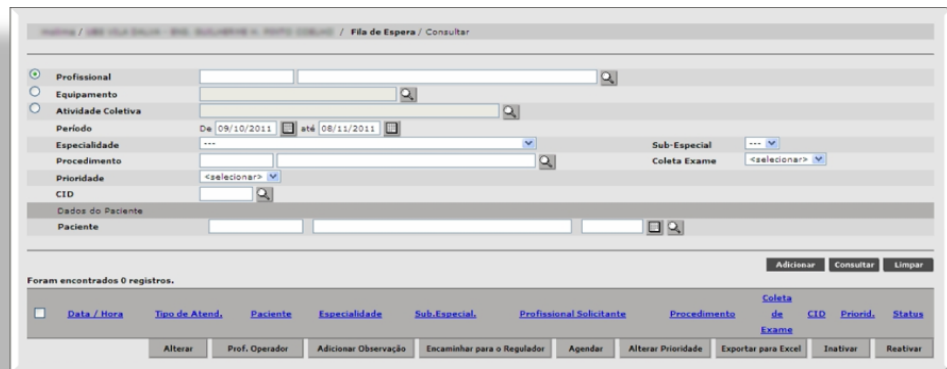 / Fila de Espera / Consultar
Profissional
Equipamento
Atividade Coletiva
Período De 09/10/2011 até 08/11/2011
Especialidade --- Sub-Especial ---
Procedimento Coleta Exame <selecionar>
Prioridade <selecionar>
CID
Dados do Paciente
Paciente
Adicionar Consultar Limpar
Foram encontrados 0 registros.
Data / Hora Tipo de Atend. Paciente Especialidade Sub.Especial. Profissional Solicitante Procedimento Coleta de Exame CID Priorid. Status
Alterar Prof. Operador Adicionar Observação Encaminhar para o Regulador Agendar Alterar Prioridade Exportar para Excel Inativar Reativar